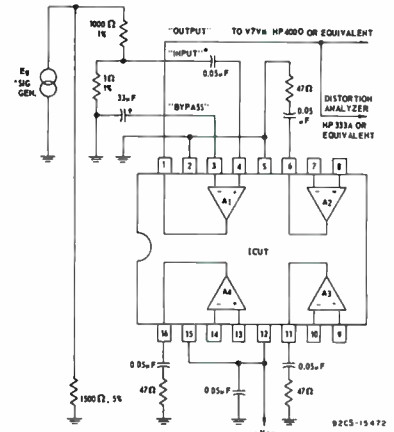 1000 Ω
1%
"OUTPUT"
TO VTVM HP400D OR EQUIVALENT
"INPUT"*
0.05µF
Eg
*SIG
GEN.
1Ω
1%
33µF
"BYPASS"
47Ω
0.05
µF
DISTORTION
ANALYZER
HP333A OR
EQUIVALENT
1 2 3 4 5 6 7 8
- + - +
A1 A2
ICUT
A4 A3
- + - +
16 15 14 13 12 11 10 9
0.05µF
47Ω
0.05µF
0.05µF
47Ω
1500 Ω, 5%
92CS-15472